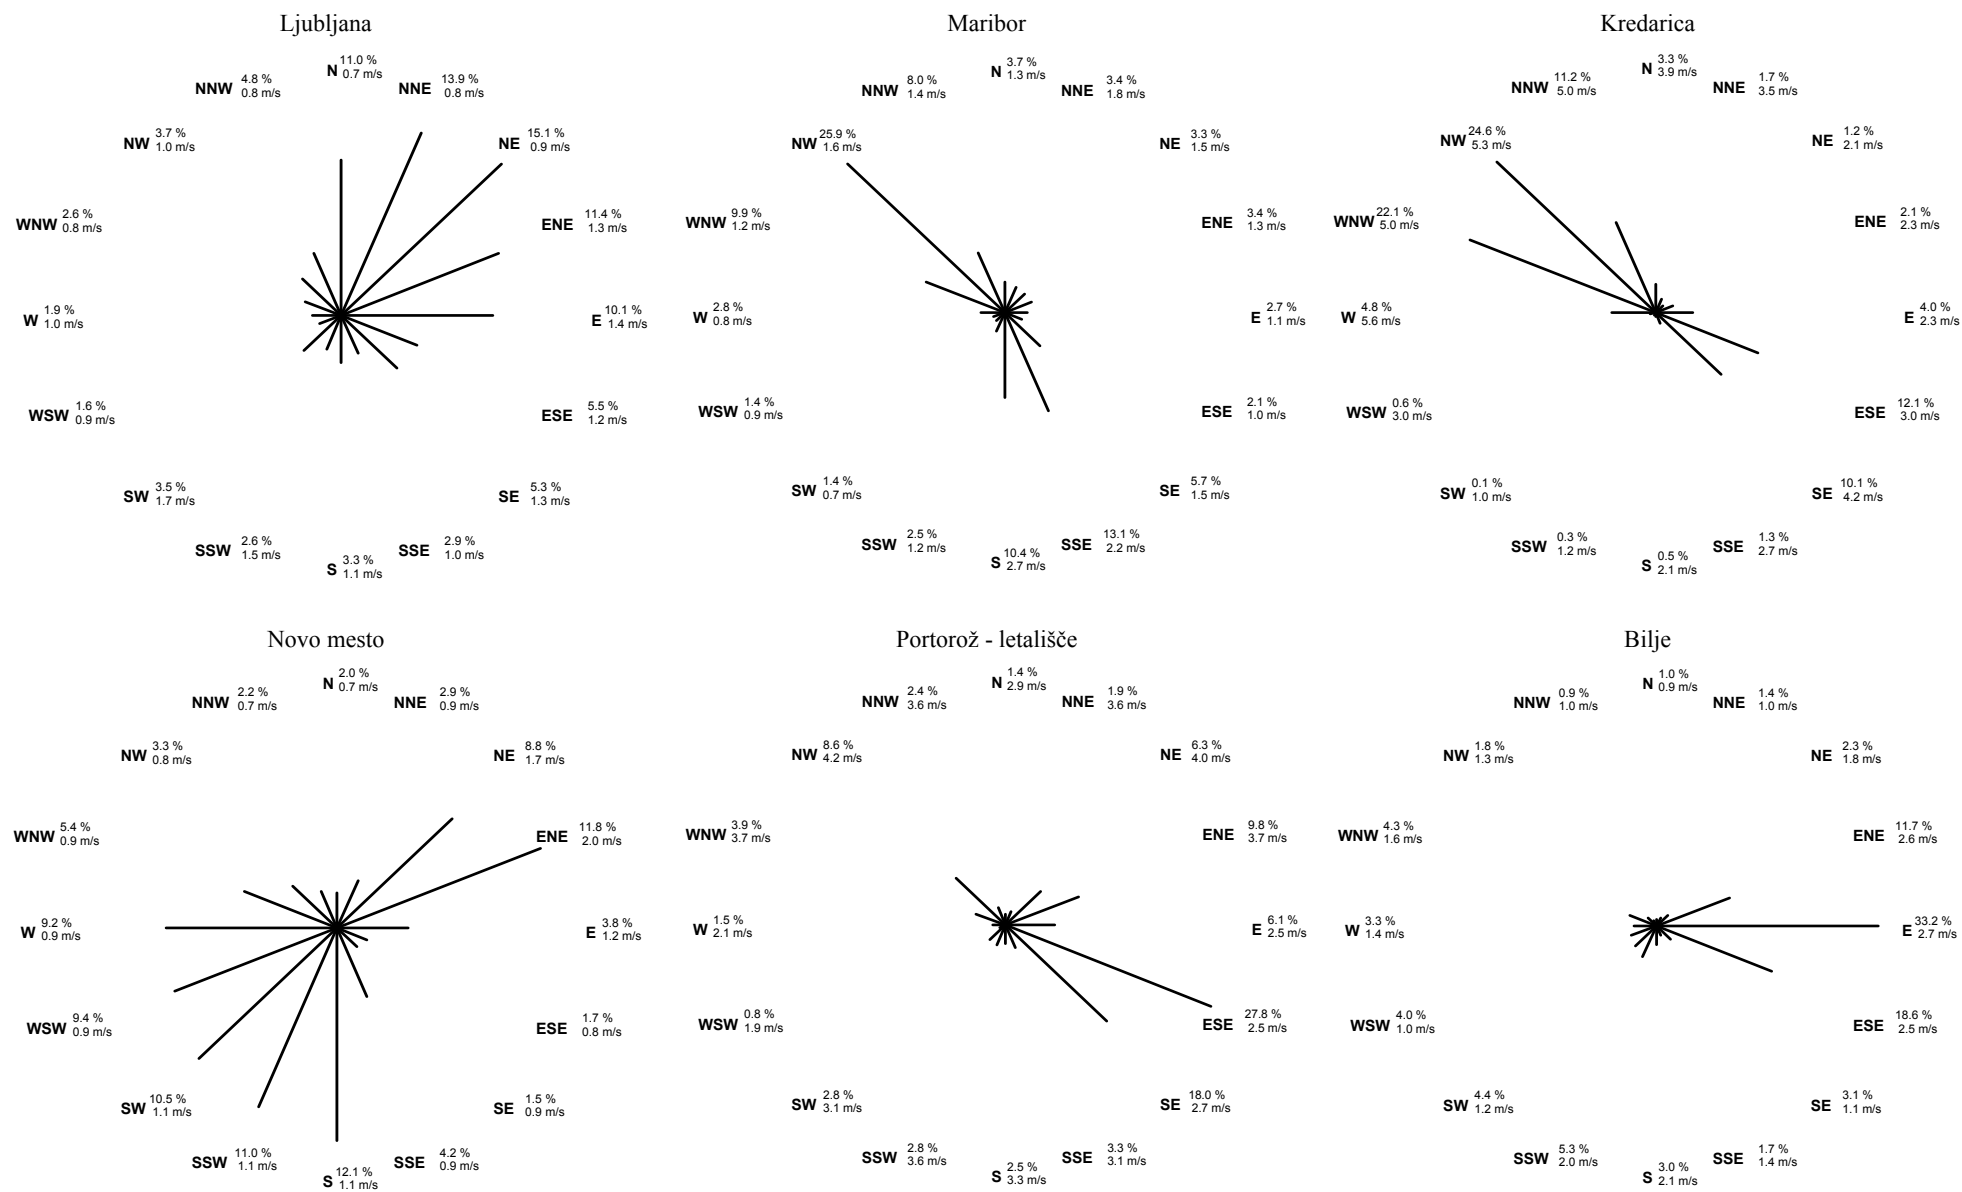 Ljubljana
N 11.0 %
0.7 m/s
NNE 13.9 %
0.8 m/s
NE 15.1 %
0.9 m/s
ENE 11.4 %
1.3 m/s
E 10.1 %
1.4 m/s
ESE 5.5 %
1.2 m/s
SE 5.3 %
1.3 m/s
SSE 2.9 %
1.0 m/s
S 3.3 %
1.1 m/s
SSW 2.6 %
1.5 m/s
SW 3.5 %
1.7 m/s
WSW 1.6 %
0.9 m/s
W 1.9 %
1.0 m/s
WNW 2.6 %
0.8 m/s
NW 3.7 %
1.0 m/s
NNW 4.8 %
0.8 m/s
Maribor
N 3.7 %
1.3 m/s
NNE 3.4 %
1.8 m/s
NE 3.3 %
1.5 m/s
ENE 3.4 %
1.3 m/s
E 2.7 %
1.1 m/s
ESE 2.1 %
1.0 m/s
SE 5.7 %
1.5 m/s
SSE 13.1 %
2.2 m/s
S 10.4 %
2.7 m/s
SSW 2.5 %
1.2 m/s
SW 1.4 %
0.7 m/s
WSW 1.4 %
0.9 m/s
W 2.8 %
0.8 m/s
WNW 9.9 %
1.2 m/s
NW 25.9 %
1.6 m/s
NNW 8.0 %
1.4 m/s
Kredarica
N 3.3 %
3.9 m/s
NNE 1.7 %
3.5 m/s
NE 1.2 %
2.1 m/s
ENE 2.1 %
2.3 m/s
E 4.0 %
2.3 m/s
ESE 12.1 %
3.0 m/s
SE 10.1 %
4.2 m/s
SSE 1.3 %
2.7 m/s
S 0.5 %
2.1 m/s
SSW 0.3 %
1.2 m/s
SW 0.1 %
1.0 m/s
WSW 0.6 %
3.0 m/s
W 4.8 %
5.6 m/s
WNW 22.1 %
5.0 m/s
NW 24.6 %
5.3 m/s
NNW 11.2 %
5.0 m/s
Novo mesto
N 2.0 %
0.7 m/s
NNE 2.9 %
0.9 m/s
NE 8.8 %
1.7 m/s
ENE 11.8 %
2.0 m/s
E 3.8 %
1.2 m/s
ESE 1.7 %
0.8 m/s
SE 1.5 %
0.9 m/s
SSE 4.2 %
0.9 m/s
S 12.1 %
1.1 m/s
SSW 11.0 %
1.1 m/s
SW 10.5 %
1.1 m/s
WSW 9.4 %
0.9 m/s
W 9.2 %
0.9 m/s
WNW 5.4 %
0.9 m/s
NW 3.3 %
0.8 m/s
NNW 2.2 %
0.7 m/s
Portorož - letališče
N 1.4 %
2.9 m/s
NNE 1.9 %
3.6 m/s
NE 6.3 %
4.0 m/s
ENE 9.8 %
3.7 m/s
E 6.1 %
2.5 m/s
ESE 27.8 %
2.5 m/s
SE 18.0 %
2.7 m/s
SSE 3.3 %
3.1 m/s
S 2.5 %
3.3 m/s
SSW 2.8 %
3.6 m/s
SW 2.8 %
3.1 m/s
WSW 0.8 %
1.9 m/s
W 1.5 %
2.1 m/s
WNW 3.9 %
3.7 m/s
NW 8.6 %
4.2 m/s
NNW 2.4 %
3.6 m/s
Bilje
N 1.0 %
0.9 m/s
NNE 1.4 %
1.0 m/s
NE 2.3 %
1.8 m/s
ENE 11.7 %
2.6 m/s
E 33.2 %
2.7 m/s
ESE 18.6 %
2.5 m/s
SE 3.1 %
1.1 m/s
SSE 1.7 %
1.4 m/s
S 3.0 %
2.1 m/s
SSW 5.3 %
2.0 m/s
SW 4.4 %
1.2 m/s
WSW 4.0 %
1.0 m/s
W 3.3 %
1.4 m/s
WNW 4.3 %
1.6 m/s
NW 1.8 %
1.3 m/s
NNW 0.9 %
1.0 m/s